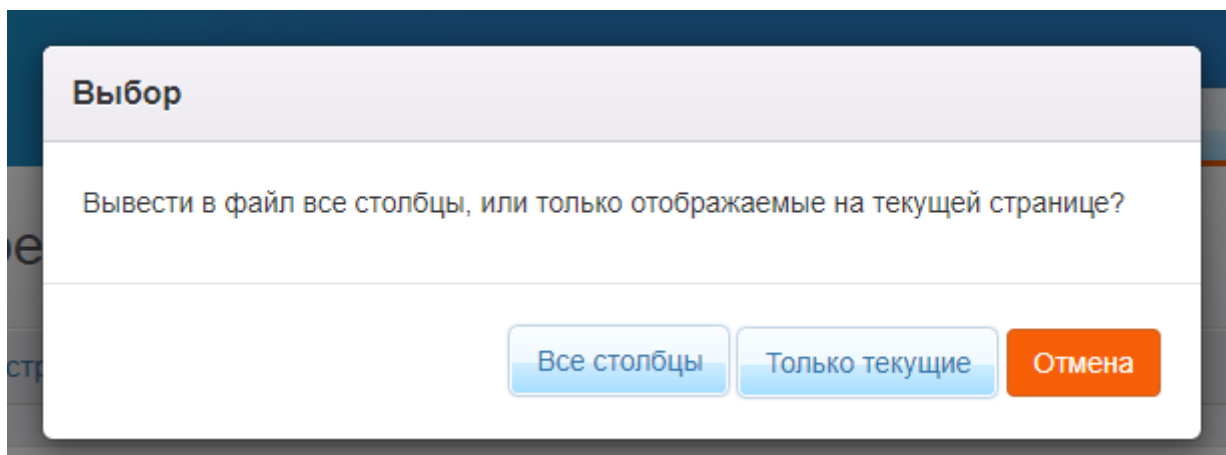 Выбор
Вывести в файл все столбцы, или только отображаемые на текущей странице?
Все столбцы Только текущие Отмена